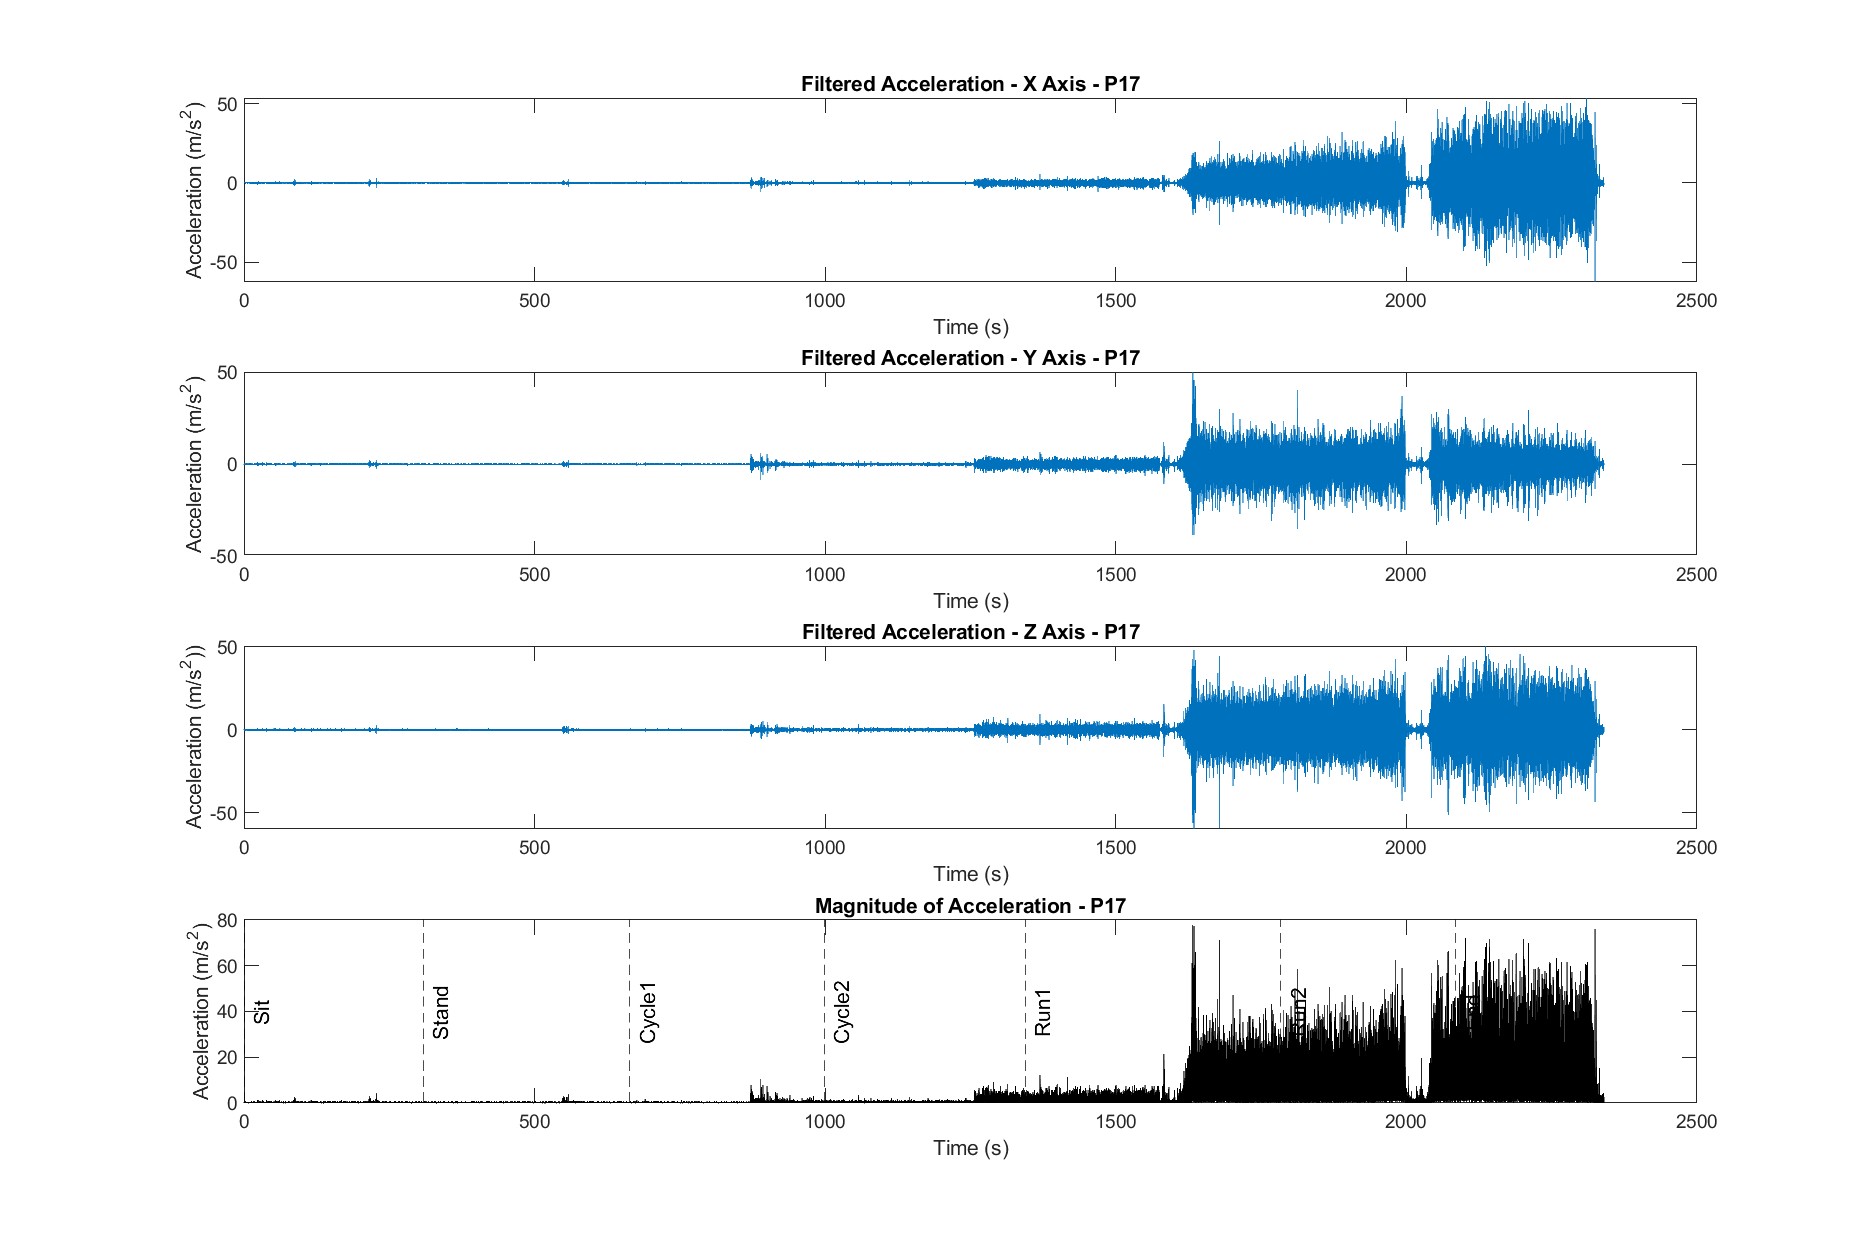 Filtered Acceleration - X Axis - P17
Acceleration (m/s2)
50
0
-50
0 500 1000 1500 2000 2500
Time (s)
Filtered Acceleration - Y Axis - P17
Acceleration (m/s2)
50
0
-50
0 500 1000 1500 2000 2500
Time (s)
Filtered Acceleration - Z Axis - P17
Acceleration (m/s2))
50
0
-50
0 500 1000 1500 2000 2500
Time (s)
Magnitude of Acceleration - P17
Acceleration (m/s2)
80
60
40
20
0
Sit
Stand
Cycle1
Cycle2
Run1
Run2
0 500 1000 1500 2000 2500
Time (s)